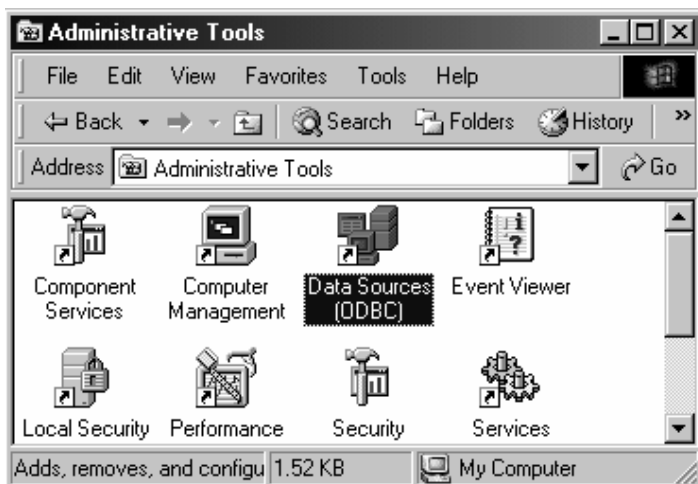 Administrative Tools
File Edit View Favorites Tools Help
Back Search Folders History »
Address Administrative Tools Go
Component Services
Computer Management
Data Sources (ODBC)
Event Viewer
Local Security
Performance
Security
Services
Adds, removes, and configu 1.52 KB My Computer